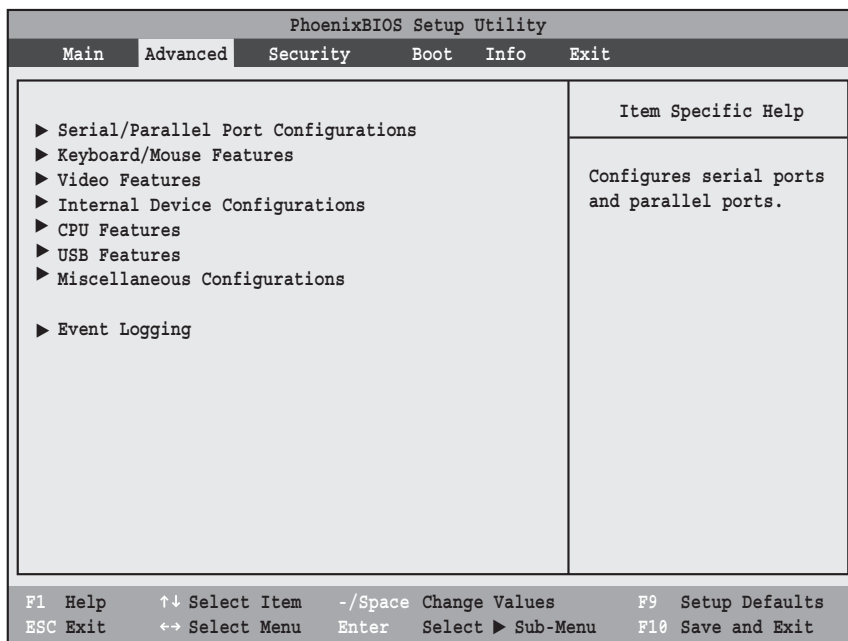 PhoenixBIOS Setup Utility
Main Advanced Security Boot Info Exit
▶ Serial/Parallel Port Configurations
▶ Keyboard/Mouse Features
▶ Video Features
▶ Internal Device Configurations
▶ CPU Features
▶ USB Features
▶ Miscellaneous Configurations
▶ Event Logging
Item Specific Help
Configures serial ports
and parallel ports.
F1 Help ↑↓ Select Item -/Space Change Values F9 Setup Defaults
ESC Exit ←→ Select Menu Enter Select ▶ Sub-Menu F10 Save and Exit